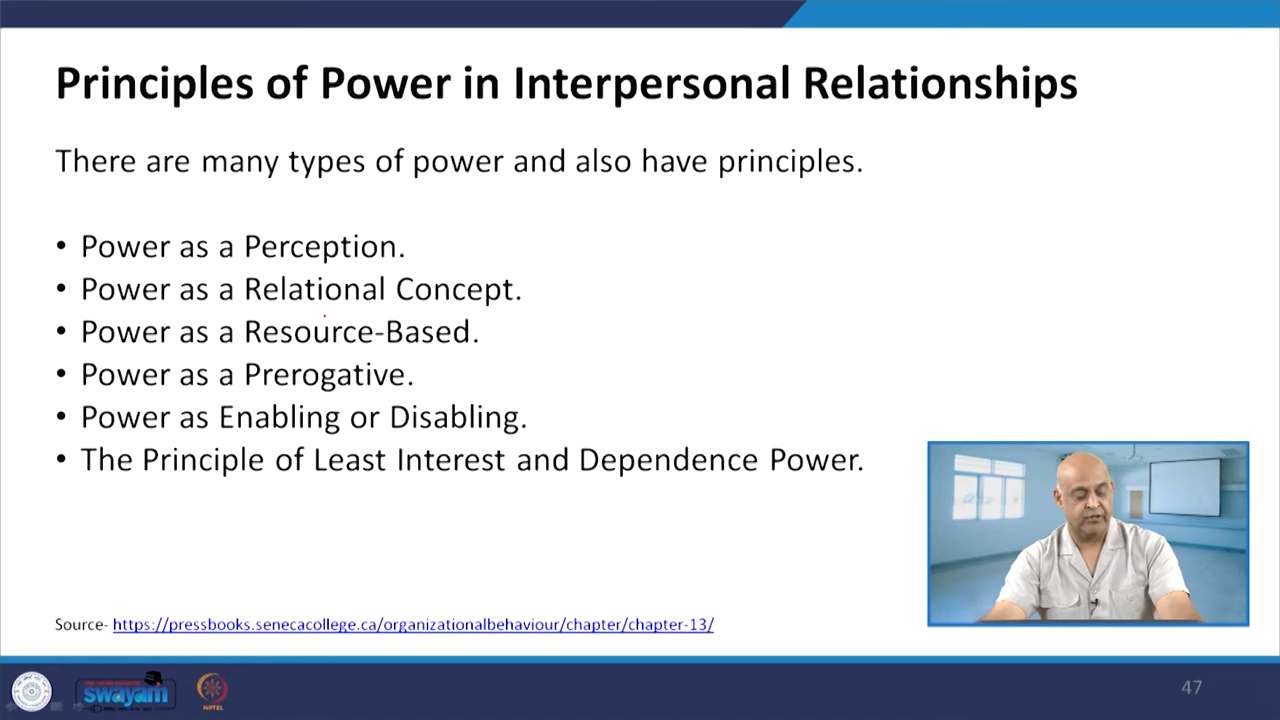 Principles of Power in Interpersonal Relationships
There are many types of power and also have principles.
• Power as a Perception.
• Power as a Relational Concept.
• Power as a Resource-Based.
• Power as a Prerogative.
• Power as Enabling or Disabling.
• The Principle of Least Interest and Dependence Power.
Source- https://pressbooks.senecacollege.ca/organizationalbehaviour/chapter/chapter-13/
swayam
NPTEL
47